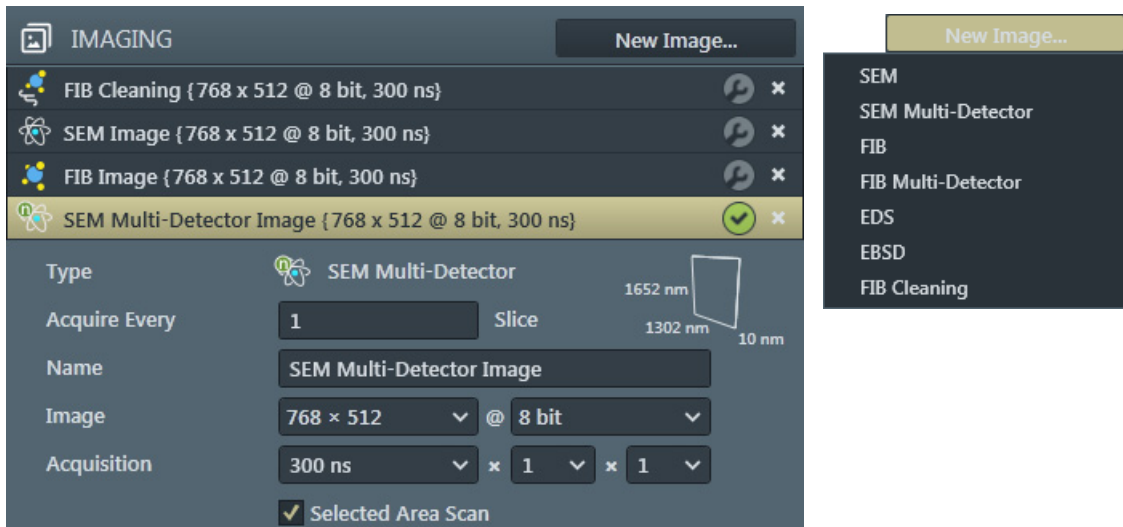 IMAGING
New Image...
FIB Cleaning {768 x 512 @ 8 bit, 300 ns}
SEM Image {768 x 512 @ 8 bit, 300 ns}
FIB Image {768 x 512 @ 8 bit, 300 ns}
n SEM Multi-Detector Image {768 x 512 @ 8 bit, 300 ns}
Type n SEM Multi-Detector
1652 nm
Acquire Every 1 Slice
1302 nm
10 nm
Name SEM Multi-Detector Image
Image 768 × 512 @ 8 bit
Acquisition 300 ns × 1 × 1
Selected Area Scan
New Image...
SEM
SEM Multi-Detector
FIB
FIB Multi-Detector
EDS
EBSD
FIB Cleaning